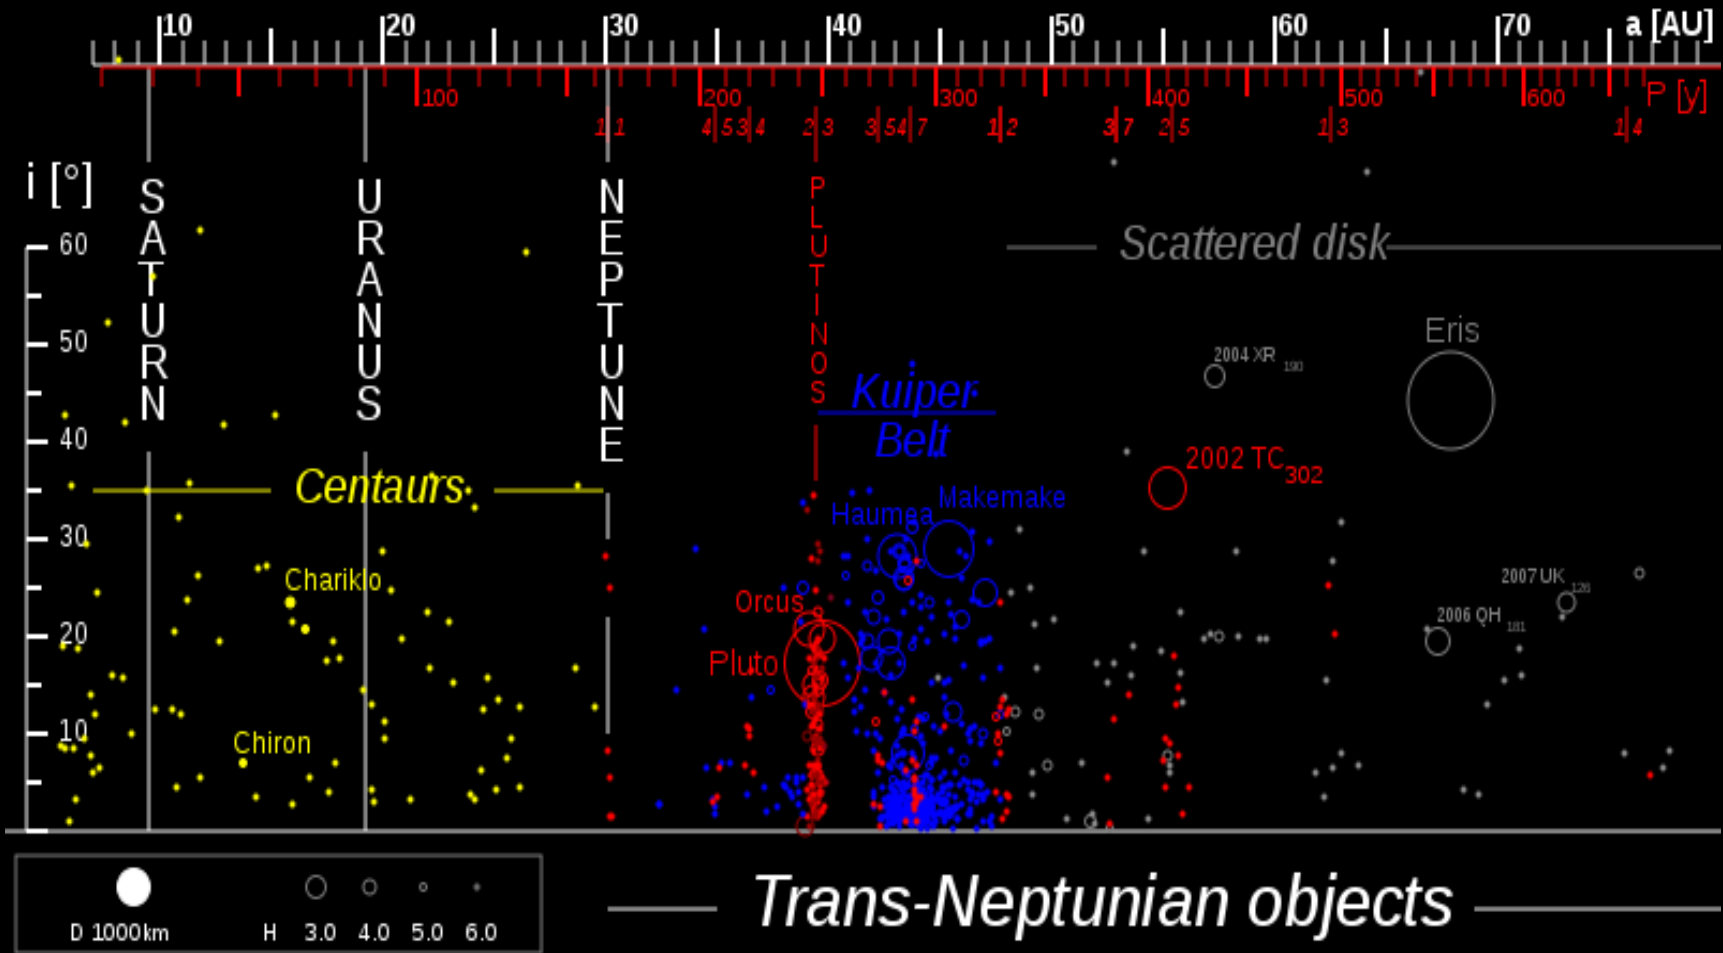 10 20 30 40 50 60 70 a [AU]
100 200 300 400 500 600 P [y]
1|1 4|5 3|4 2|3 3|5 4|7 1|2 3|7 2|5 1|3 1|4
i [°]
60
50
40
30
20
10
SATURN
URANUS
NEPTUNE
PLUTINOS
Scattered disk
Eris
2004 XR 190
Kuiper
Belt
2002 TC302
Centaurs
Makemake
Haumea
Chariklo
Orcus
2007 UK 126
2006 QH 181
Pluto
Chiron
D 1000km H 3.0 4.0 5.0 6.0
Trans-Neptunian objects